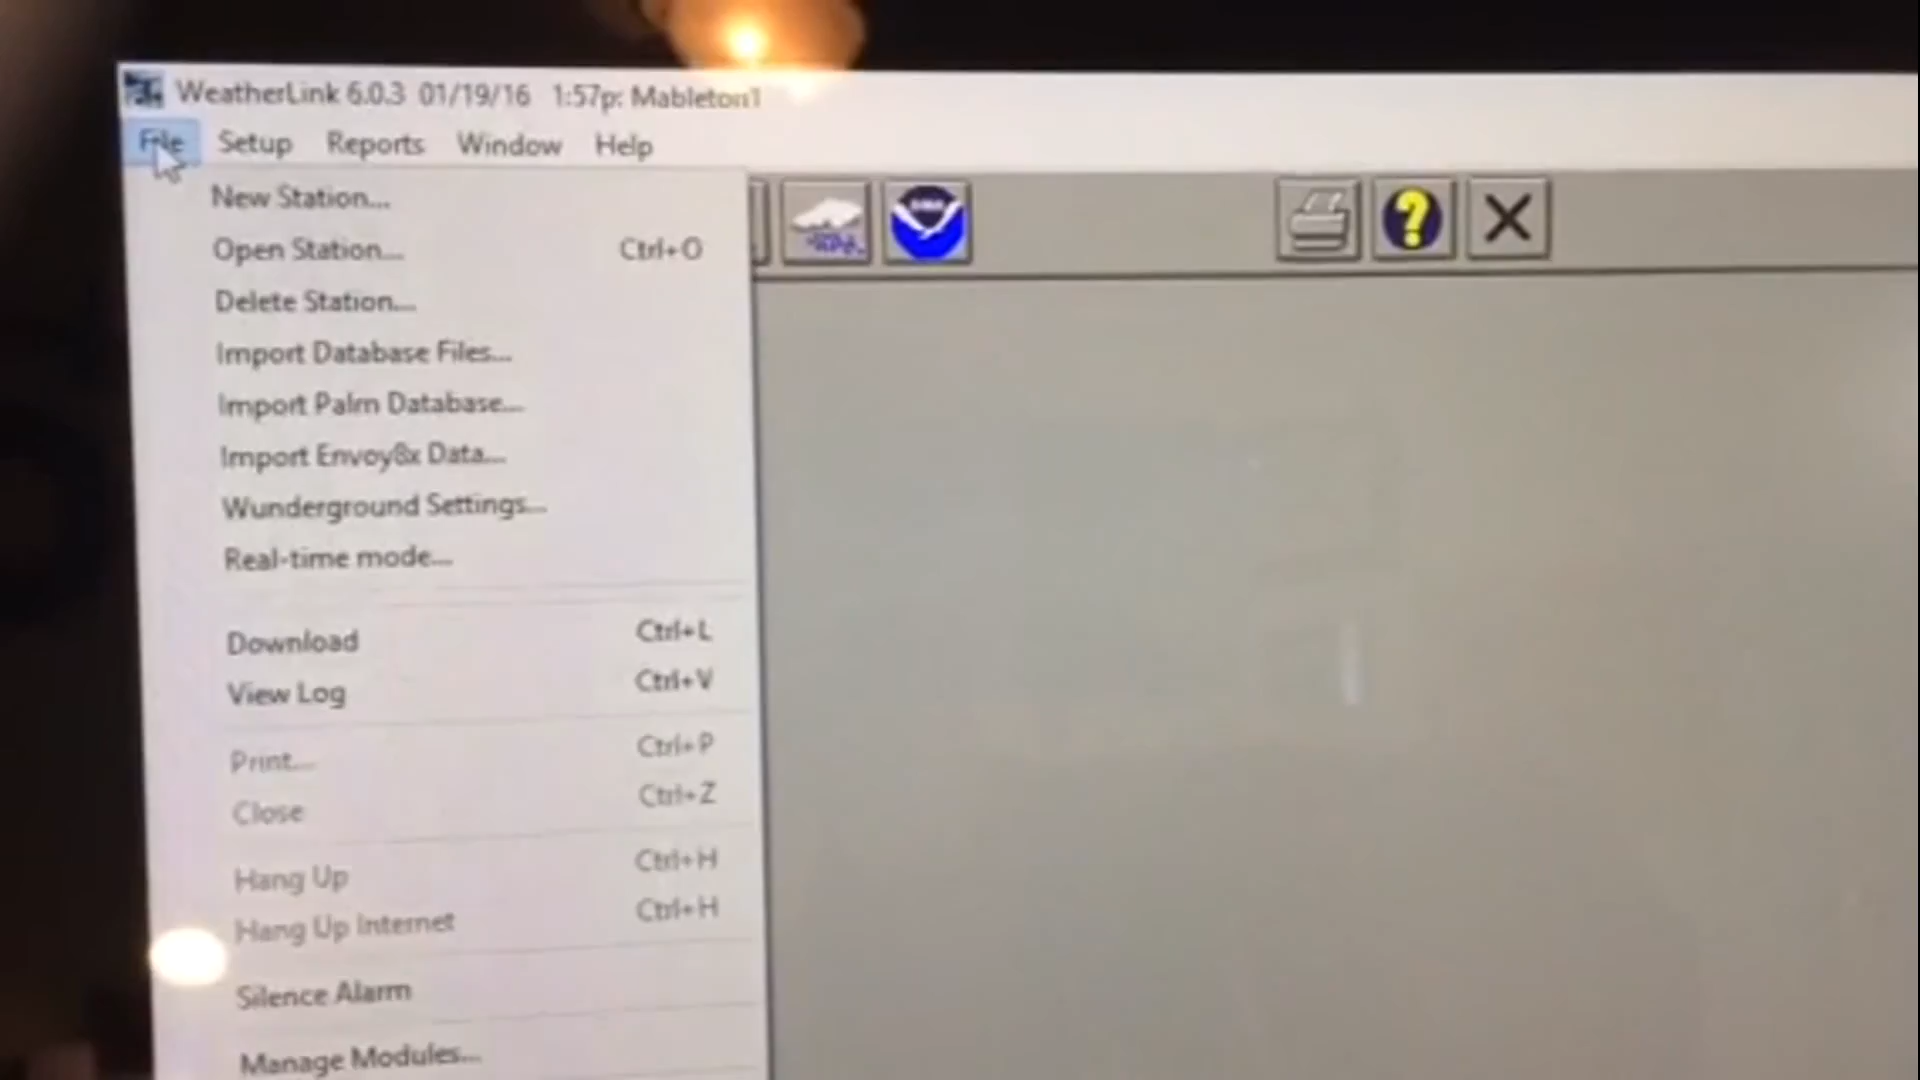 WeatherLink 6.0.3 01/19/16 1:57p: Mableton1
File Setup Reports Window Help
New Station...
Open Station... Ctrl+O
Delete Station...
Import Database Files...
Import Palm Database...
Import Envoy8x Data...
Wunderground Settings...
Real-time mode...
Download Ctrl+L
View Log Ctrl+V
Print... Ctrl+P
Close Ctrl+Z
Hang Up Ctrl+H
Hang Up Internet Ctrl+H
Silence Alarm
Manage Modules...
?